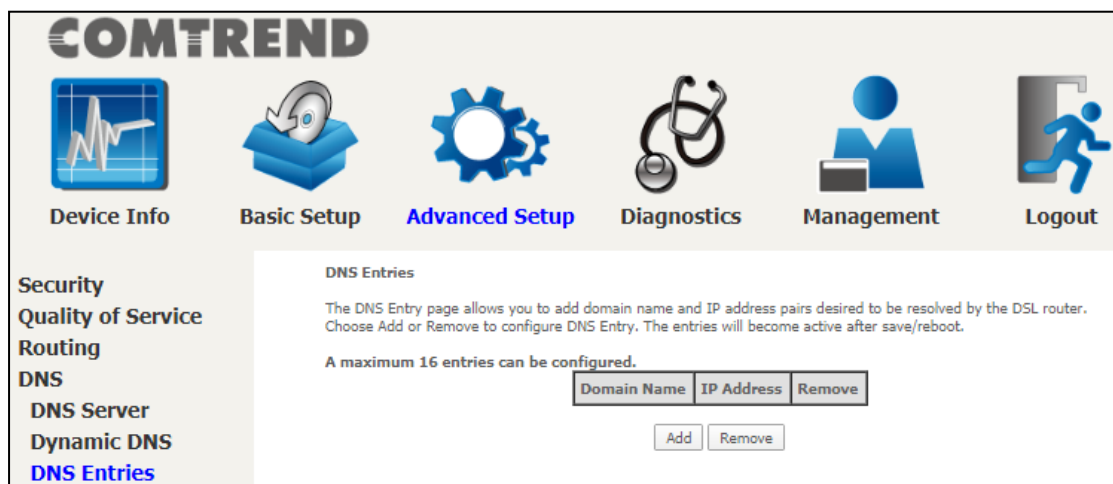 COMTREND
Device Info Basic Setup Advanced Setup Diagnostics Management Logout
Security
Quality of Service
Routing
DNS
DNS Server
Dynamic DNS
DNS Entries
DNS Entries
The DNS Entry page allows you to add domain name and IP address pairs desired to be resolved by the DSL router.
Choose Add or Remove to configure DNS Entry. The entries will become active after save/reboot.
A maximum 16 entries can be configured.
Domain Name IP Address Remove
Add Remove